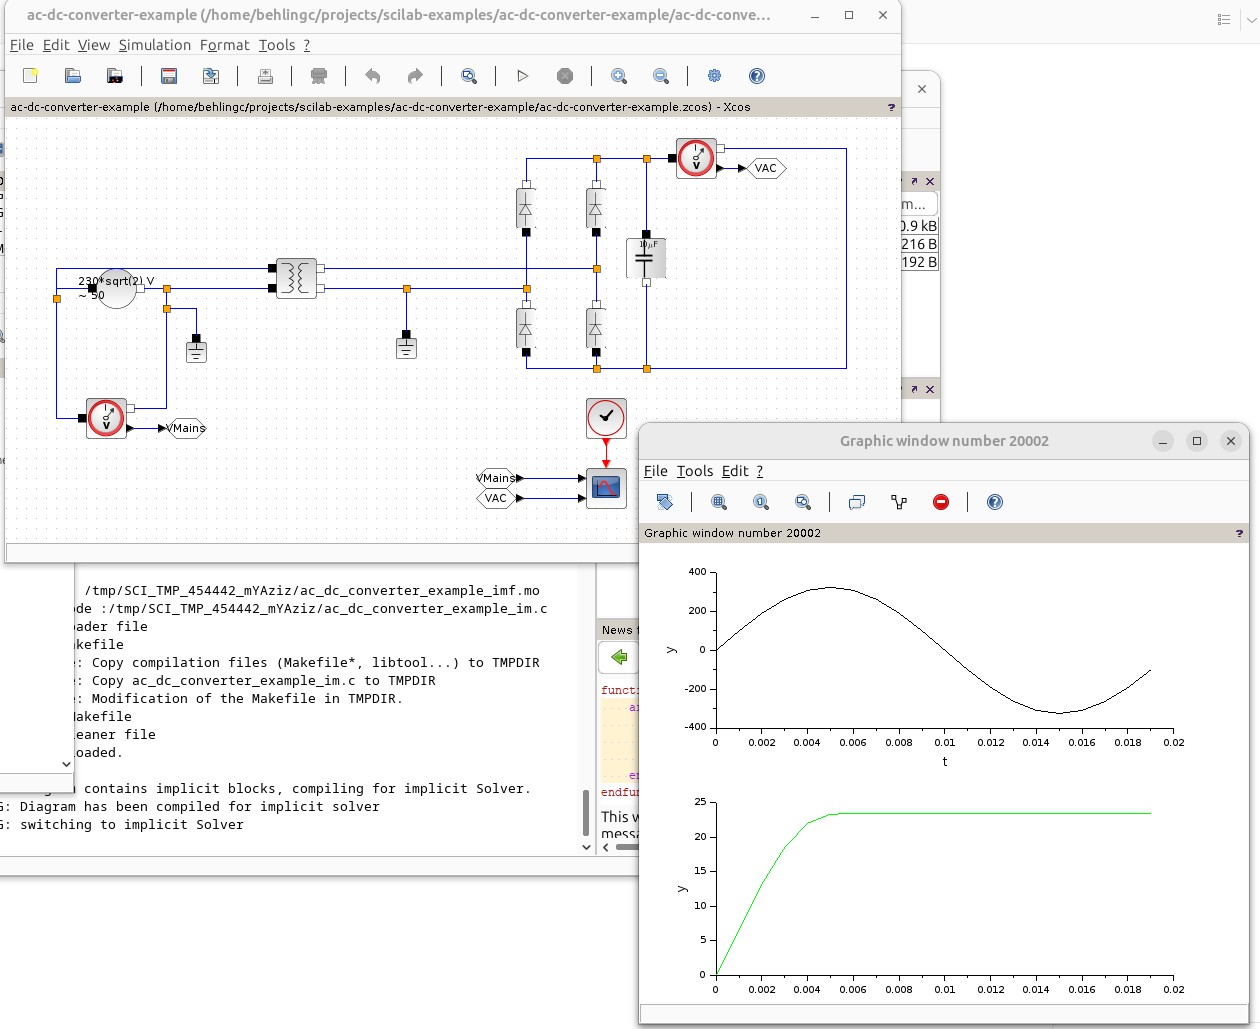 ac-dc-converter-example (/home/behlingc/projects/scilab-examples/ac-dc-converter-example/ac-dc-conve...
File Edit View Simulation Format Tools ?
ac-dc-converter-example (/home/behlingc/projects/scilab-examples/ac-dc-converter-example/ac-dc-converter-example.zcos) - Xcos
?
VAC
m...
0.9 kB
216 B
192 B
10µF
230*sqrt(2) V
~ 50
VMains
VMains
VAC
/tmp/SCI_TMP_454442_mYAziz/ac_dc_converter_example_imf.mo
ode :/tmp/SCI_TMP_454442_mYAziz/ac_dc_converter_example_im.c
ader file
akefile
: Copy compilation files (Makefile*, libtool...) to TMPDIR
: Copy ac_dc_converter_example_im.c to TMPDIR
: Modification of the Makefile in TMPDIR.
akefile
eaner file
oaded.
contains implicit blocks, compiling for implicit Solver.
G: Diagram has been compiled for implicit solver
G: switching to implicit Solver
News f
functi
ar
en
endfun
This w
messa
Graphic window number 20002
File Tools Edit ?
Graphic window number 20002
?
400
200
0
-200
-400
y
0 0.002 0.004 0.006 0.008 0.01 0.012 0.014 0.016 0.018 0.02
t
25
20
15
10
5
0
y
0 0.002 0.004 0.006 0.008 0.01 0.012 0.014 0.016 0.018 0.02